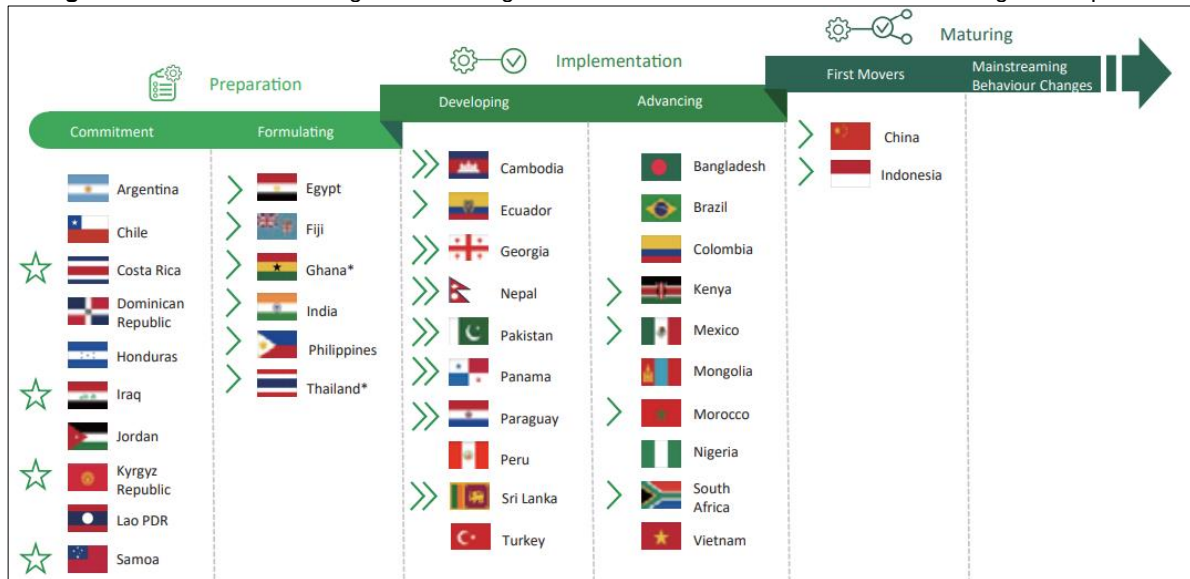 Preparation
Implementation
Maturing
Commitment
Formulating
Developing
Advancing
First Movers
Mainstreaming
Behaviour Changes
Argentina
Chile
Costa Rica
Dominican
Republic
Honduras
Iraq
Jordan
Kyrgyz
Republic
Lao PDR
Samoa
Egypt
Fiji
Ghana*
India
Philippines
Thailand*
Cambodia
Ecuador
Georgia
Nepal
Pakistan
Panama
Paraguay
Peru
Sri Lanka
Turkey
Bangladesh
Brazil
Colombia
Kenya
Mexico
Mongolia
Morocco
Nigeria
South
Africa
Vietnam
China
Indonesia